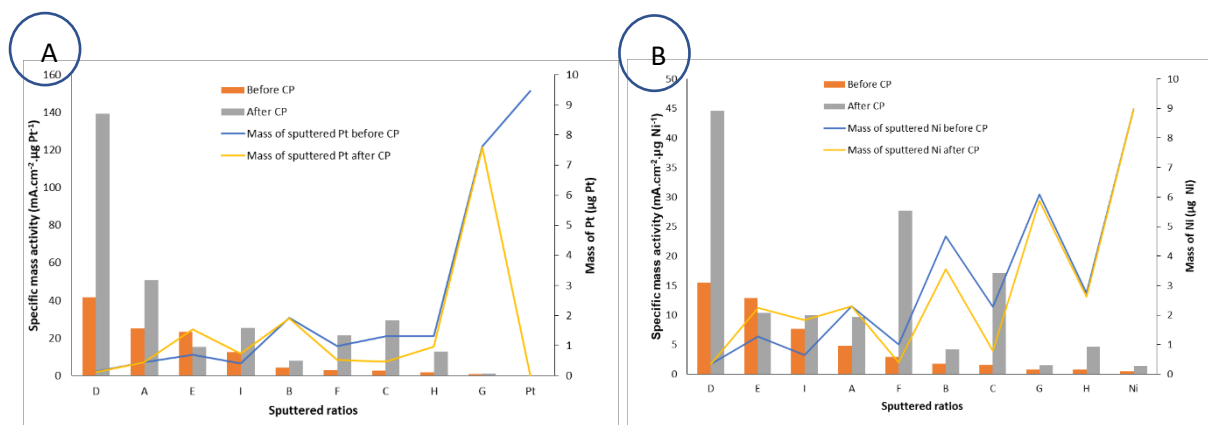 A
160
140
120
100
80
60
40
20
0
Specific mass activity (mA.cm⁻².µg Pt⁻¹)
Before CP
After CP
Mass of sputtered Pt before CP
Mass of sputtered Pt after CP
10
9
8
7
6
5
4
3
2
1
0
Mass of Pt (µg Pt)
D A E I B F C H G Pt
Sputtered ratios
B
50
45
40
35
30
25
20
15
10
5
0
Specific mass activity (mA.cm⁻².µg Ni⁻¹)
Before CP
After CP
Mass of sputtered Ni before CP
Mass of sputtered Ni after CP
10
9
8
7
6
5
4
3
2
1
0
Mass of Ni (µg Ni)
D E I A F B C G H Ni
Sputtered ratios